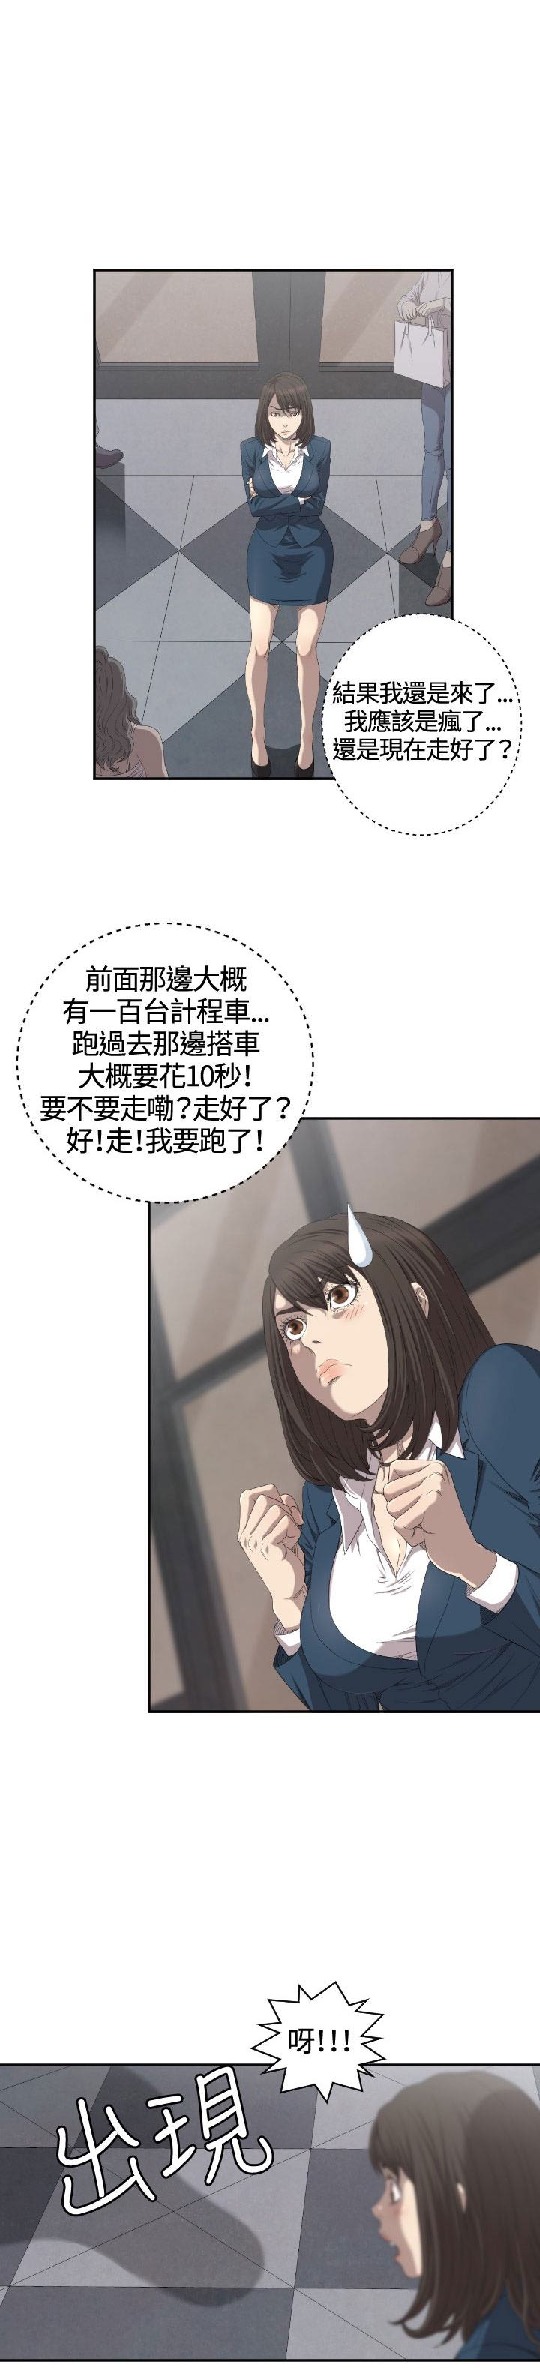 結果我還是來了...
我應該是瘋了...
還是現在走好了？
前面那邊大概
有一百台計程車...
跑過去那邊搭車
大概要花10秒！
要不要走嘞？走好了？
好！走！我要跑了！
呀!!!
出現